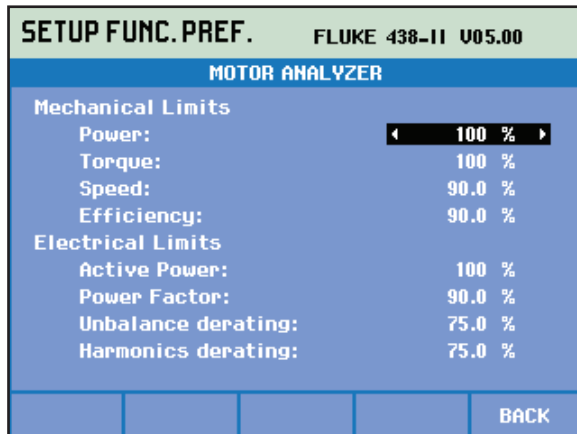 SETUP FUNC. PREF. FLUKE 438-II V05.00
MOTOR ANALYZER
Mechanical Limits
Power: 100 %
Torque: 100 %
Speed: 90.0 %
Efficiency: 90.0 %
Electrical Limits
Active Power: 100 %
Power Factor: 90.0 %
Unbalance derating: 75.0 %
Harmonics derating: 75.0 %
BACK